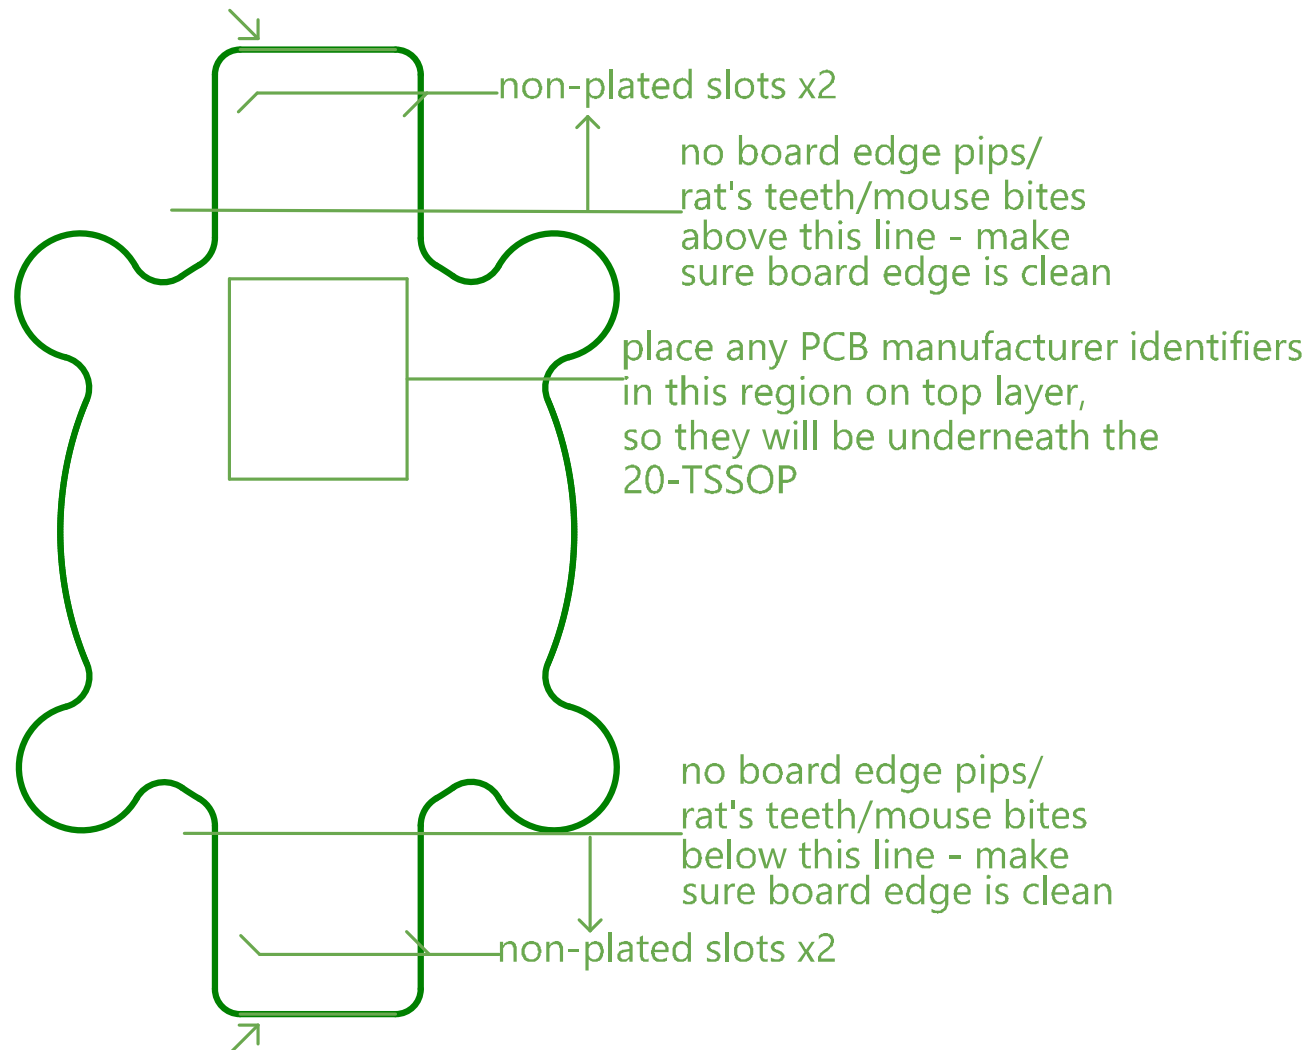 non-plated slots x2
no board edge pips/
rat's teeth/mouse bites
above this line - make
sure board edge is clean
place any PCB manufacturer identifiers
in this region on top layer,
so they will be underneath the
20-TSSOP
no board edge pips/
rat's teeth/mouse bites
below this line - make
sure board edge is clean
non-plated slots x2